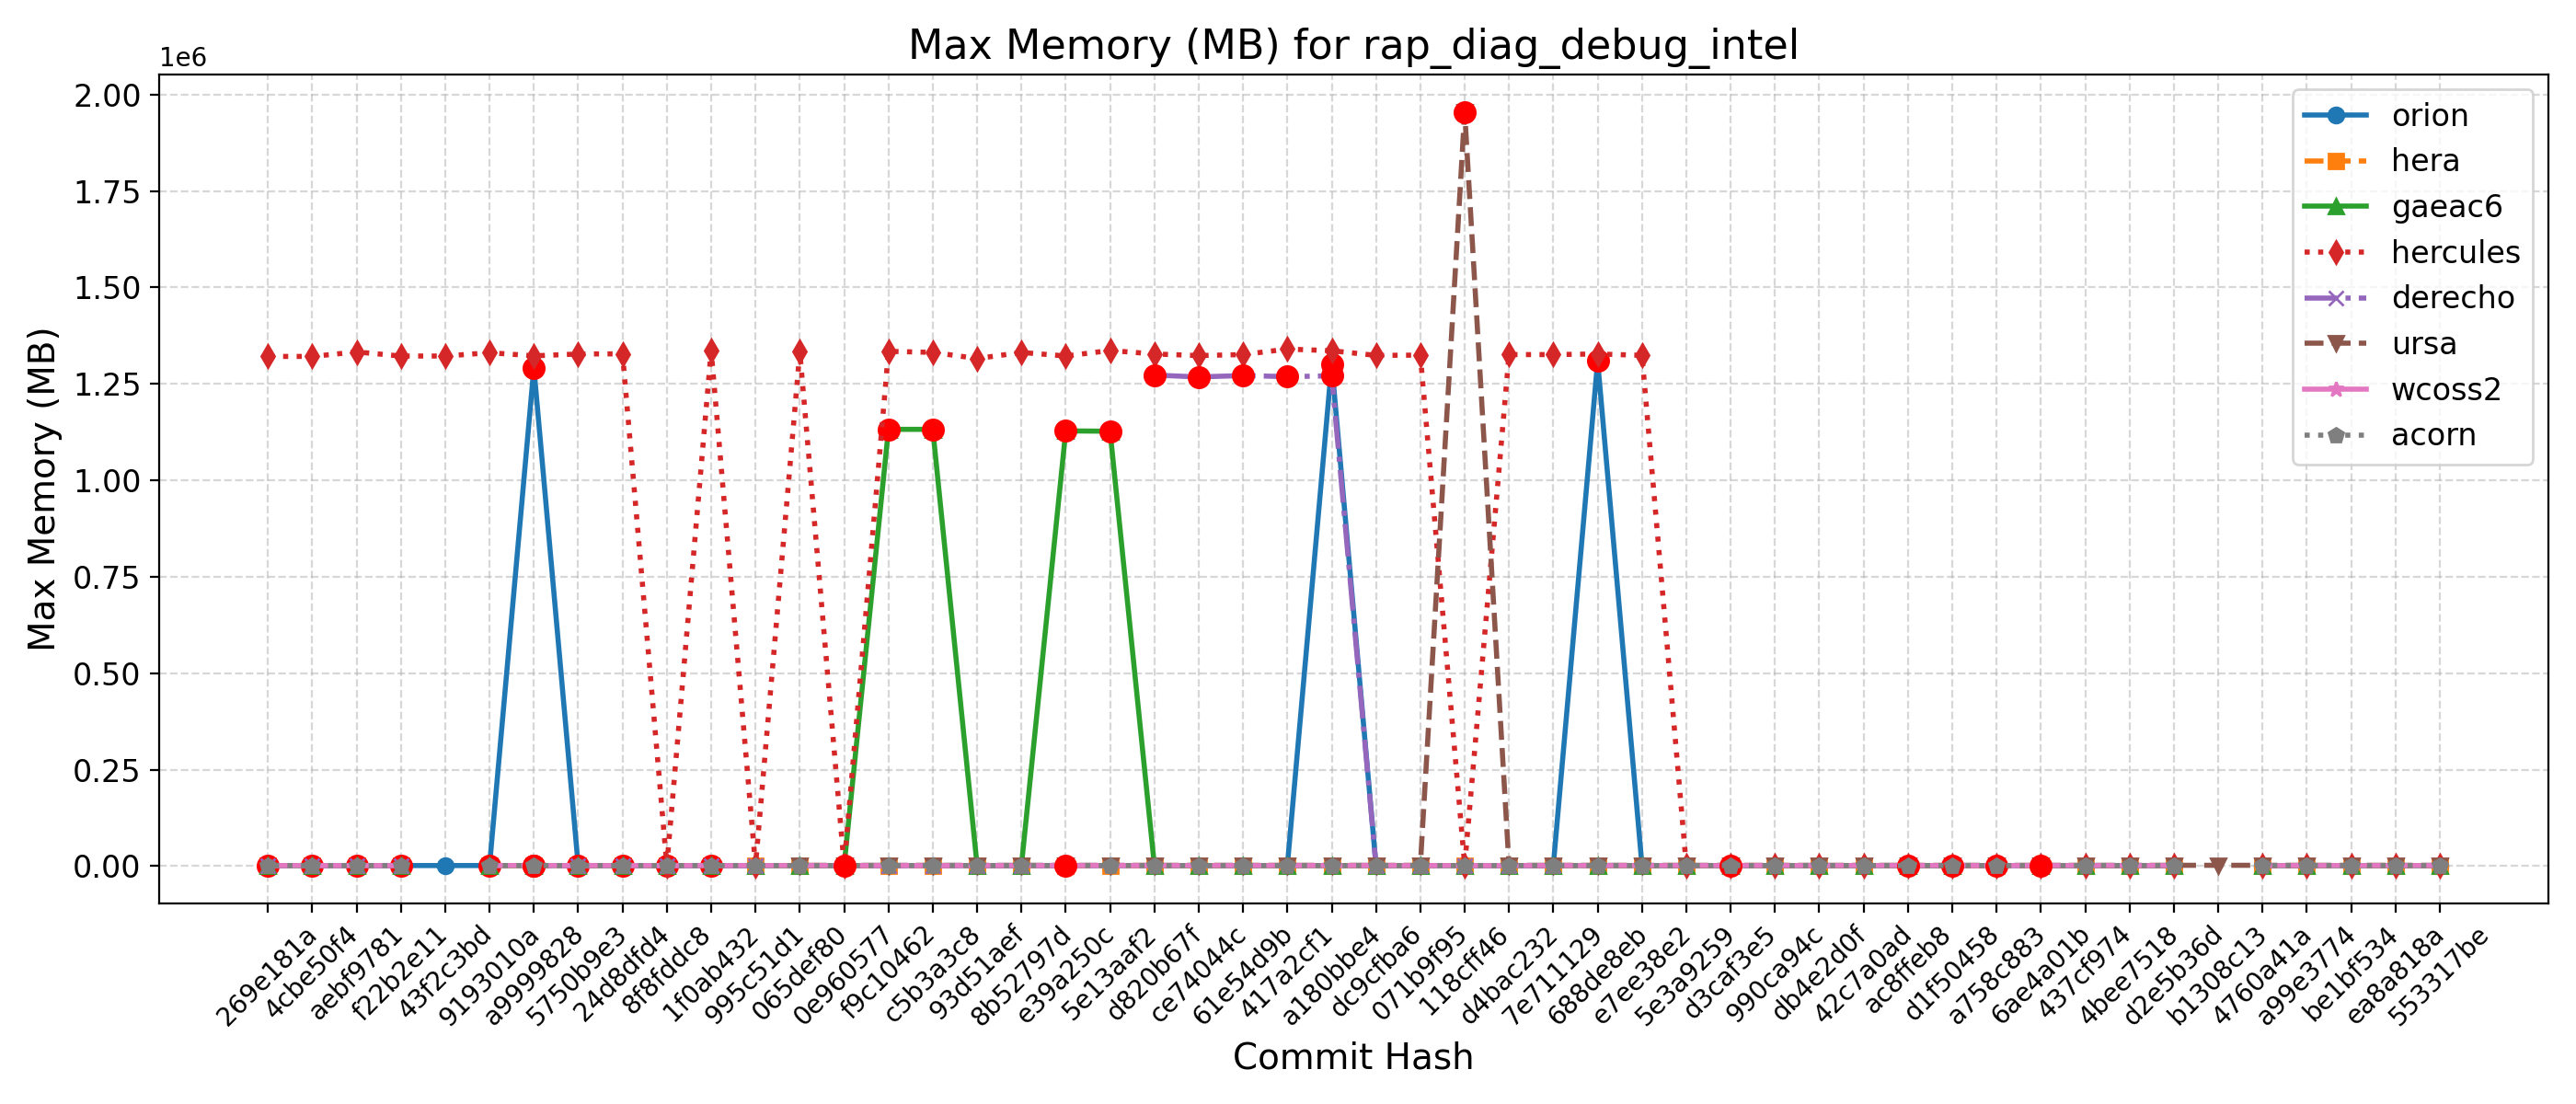 Max Memory (MB) for rap_diag_debug_intel
1e6
2.00
1.75
1.50
1.25
1.00
0.75
0.50
0.25
0.00
Max Memory (MB)
orion
hera
gaeac6
hercules
derecho
ursa
wcoss2
acorn
269e181a
4cbe50f4
aebf9781
f22b2e11
43f2c3bd
9193010a
a9999828
5750b9e3
24d8dfd4
8f8fddc8
1f0ab432
995c51d1
065def80
0e960577
f9c10462
c5b3a3c8
93d51aef
8b52797d
e39a250c
5e13aaf2
d820b67f
ce74044c
61e54d9b
417a2cf1
a180bbe4
dc9cfba6
071b9f95
118cff46
d4bac232
7e711129
688de8eb
e7ee38e2
5e3a9259
d3caf3e5
990ca94c
db4e2d0f
42c7a0ad
ac8ffeb8
d1f50458
a758c883
6ae4a01b
437cf974
4bee7518
d2e5b36d
b1308c13
4760a41a
a99e3774
be1bf534
ea8a818a
553317be
Commit Hash